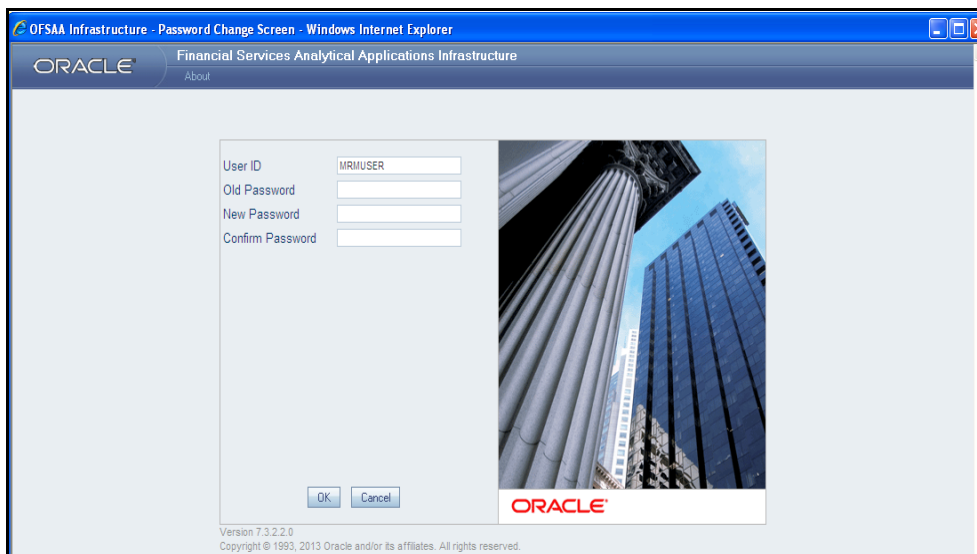 OFSAA Infrastructure - Password Change Screen - Windows Internet Explorer
ORACLE
Financial Services Analytical Applications Infrastructure
About
User ID MRMUSER
Old Password
New Password
Confirm Password
OK Cancel
ORACLE
Version 7.3.2.2.0
Copyright © 1993, 2013 Oracle and/or its affiliates. All rights reserved.